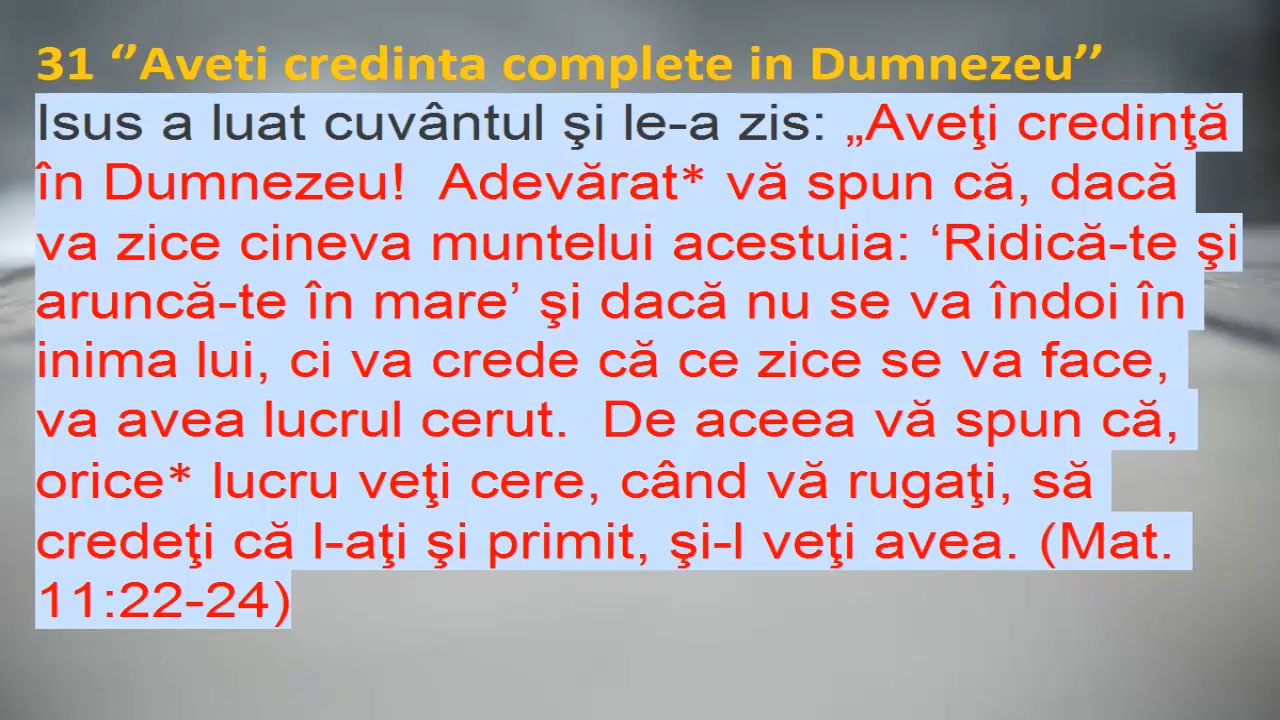 31 ‘’Aveti credinta complete in Dumnezeu’’
Isus a luat cuvântul şi le-a zis: „Aveţi credinţă
în Dumnezeu!  Adevărat* vă spun că, dacă
va zice cineva muntelui acestuia: ‘Ridică-te şi
aruncă-te în mare’ şi dacă nu se va îndoi în
inima lui, ci va crede că ce zice se va face,
va avea lucrul cerut.  De aceea vă spun că,
orice* lucru veţi cere, când vă rugaţi, să
credeţi că l-aţi şi primit, şi-l veţi avea. (Mat.
11:22-24)